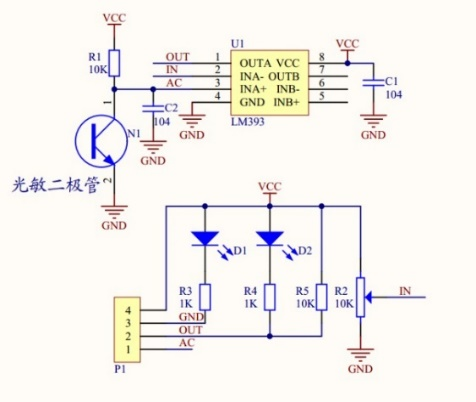 VCC
R1
10K
OUT
IN
AC
1
2
3
4
U1
OUTA VCC
INA- OUTB
INA+ INB-
GND INB+
LM393
8
7
6
5
VCC
C1
104
GND
GND
C2
104
GND
1
N1
2
光敏二极管
GND
VCC
D1
D2
R3
1K
R4
1K
R5
10K
R2
10K
IN
GND
4
3
2
1
GND
OUT
AC
P1